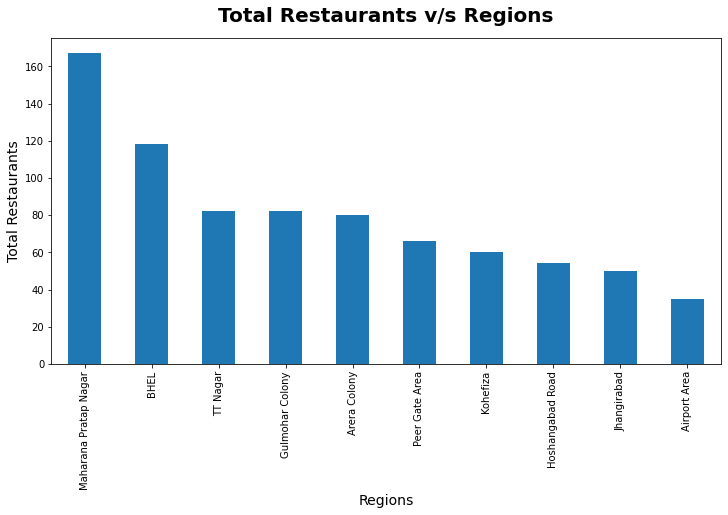 Total Restaurants v/s Regions
Total Restaurants
160
140
120
100
80
60
40
20
0
Maharana Pratap Nagar
BHEL
TT Nagar
Gulmohar Colony
Arera Colony
Peer Gate Area
Kohefiza
Hoshangabad Road
Jhangirabad
Airport Area
Regions